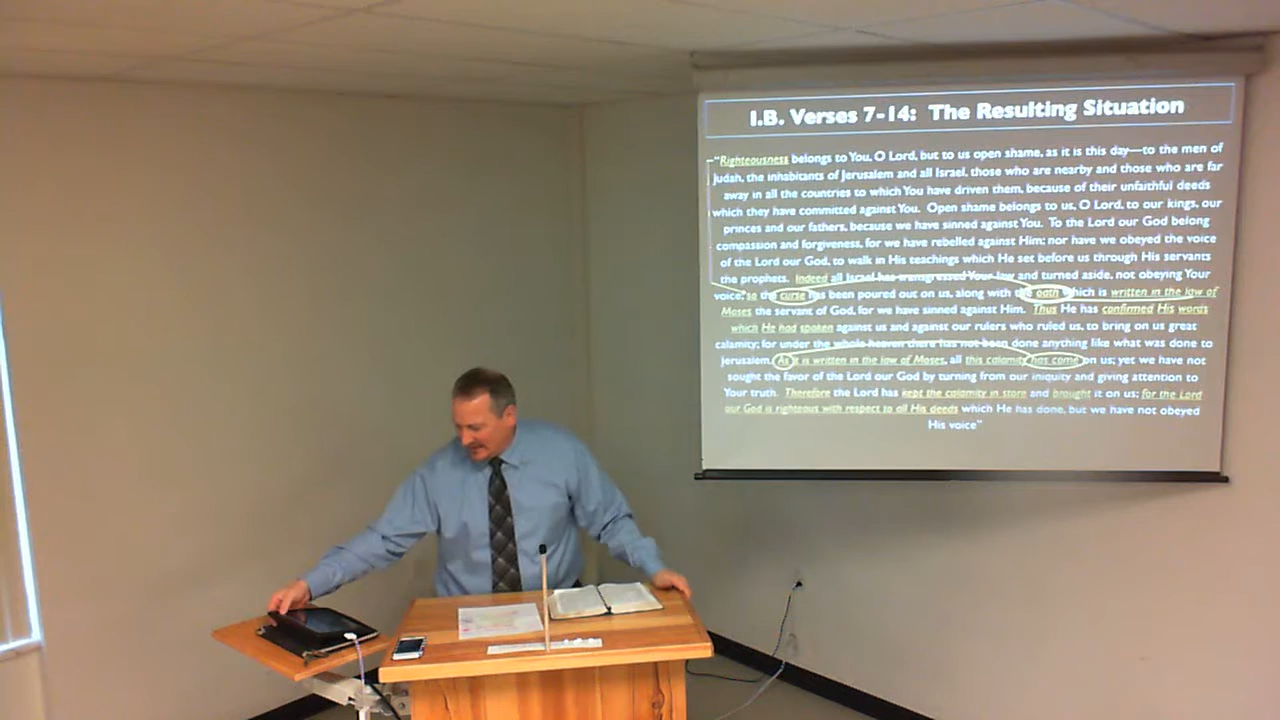 I.B. Verses 7-14: The Resulting Situation
"Righteousness belongs to You, O Lord, but to us open shame, as it is this day—to the men of
Judah, the inhabitants of Jerusalem and all Israel, those who are nearby and those who are far
away in all the countries to which You have driven them, because of their unfaithful deeds
which they have committed against You. Open shame belongs to us, O Lord, to our kings, our
princes and our fathers, because we have sinned against You. To the Lord our God belong
compassion and forgiveness, for we have rebelled against Him; nor have we obeyed the voice
of the Lord our God, to walk in His teachings which He set before us through His servants
the prophets. Indeed all Israel has transgressed Your law and turned aside, not obeying Your
voice; so the curse has been poured out on us, along with the oath which is written in the law of
Moses the servant of God, for we have sinned against Him. Thus He has confirmed His words
which He had spoken against us and against our rulers who ruled us, to bring on us great
calamity; for under the whole heaven there has not been done anything like what was done to
Jerusalem. As it is written in the law of Moses, all this calamity has come on us; yet we have not
sought the favor of the Lord our God by turning from our iniquity and giving attention to
Your truth. Therefore the Lord has kept the calamity in store and brought it on us; for the Lord
our God is righteous with respect to all His deeds which He has done, but we have not obeyed
His voice"